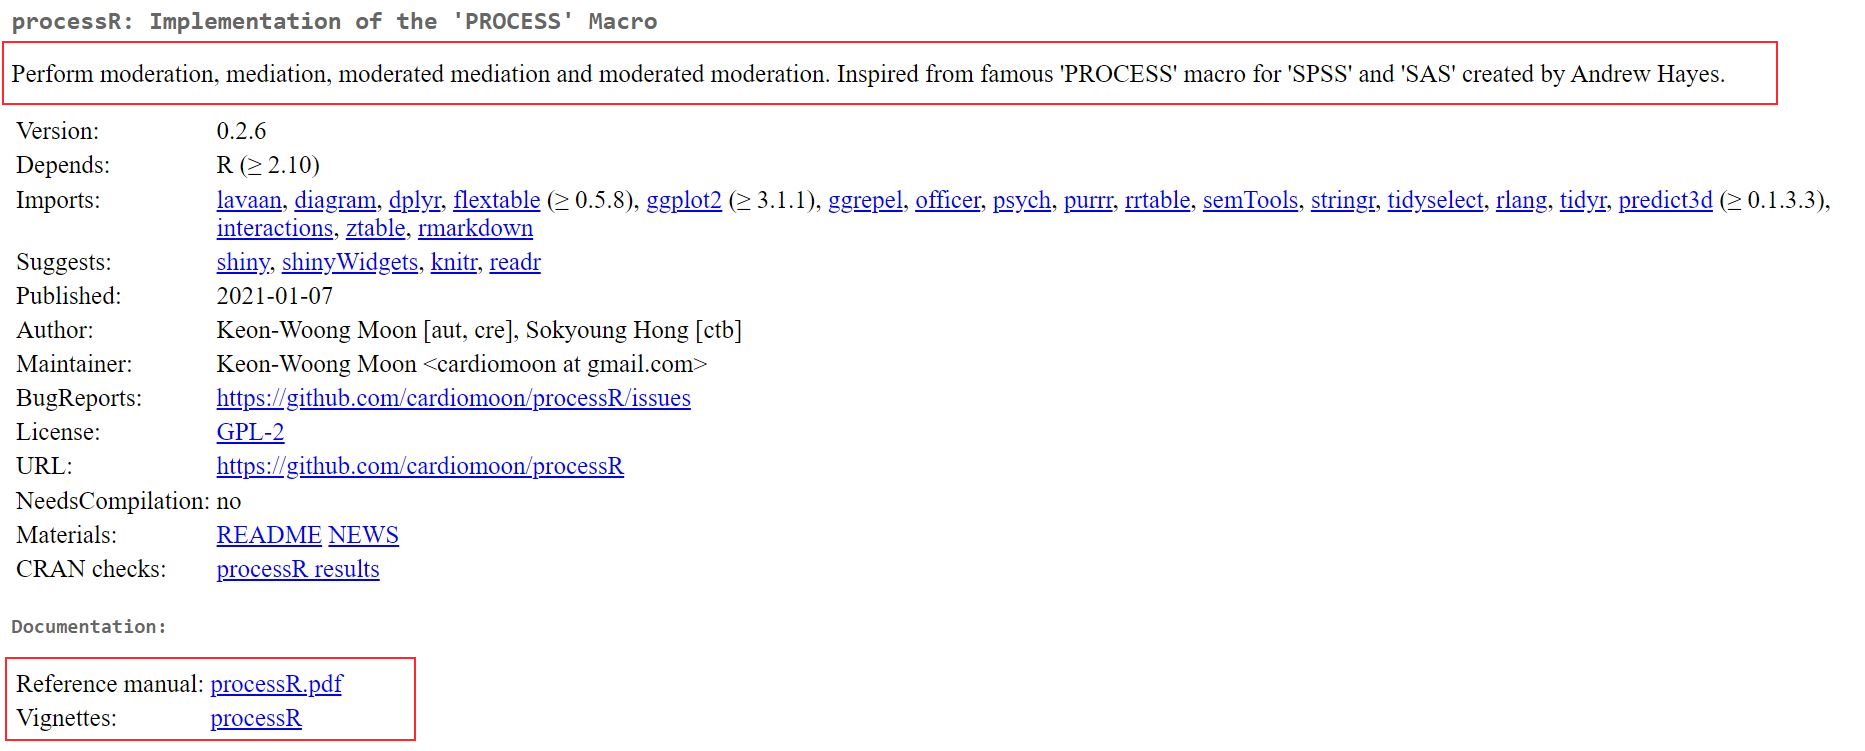 processR: Implementation of the 'PROCESS' Macro
Perform moderation, mediation, moderated mediation and moderated moderation. Inspired from famous 'PROCESS' macro for 'SPSS' and 'SAS' created by Andrew Hayes.
Version: 0.2.6
Depends: R (≥ 2.10)
Imports: lavaan, diagram, dplyr, flextable (≥ 0.5.8), ggplot2 (≥ 3.1.1), ggrepel, officer, psych, purrr, rrtable, semTools, stringr, tidyselect, rlang, tidyr, predict3d (≥ 0.1.3.3),
interactions, ztable, rmarkdown
Suggests: shiny, shinyWidgets, knitr, readr
Published: 2021-01-07
Author: Keon-Woong Moon [aut, cre], Sokyoung Hong [ctb]
Maintainer: Keon-Woong Moon <cardiomoon at gmail.com>
BugReports: https://github.com/cardiomoon/processR/issues
License: GPL-2
URL: https://github.com/cardiomoon/processR
NeedsCompilation: no
Materials: README NEWS
CRAN checks: processR results
Documentation:
Reference manual: processR.pdf
Vignettes: processR